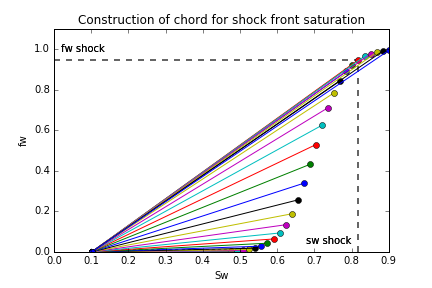 Construction of chord for shock front saturation
fw shock
1.0
0.8
0.6
0.4
0.2
0.0
fw
sw shock
0.0 0.1 0.2 0.3 0.4 0.5 0.6 0.7 0.8 0.9
Sw